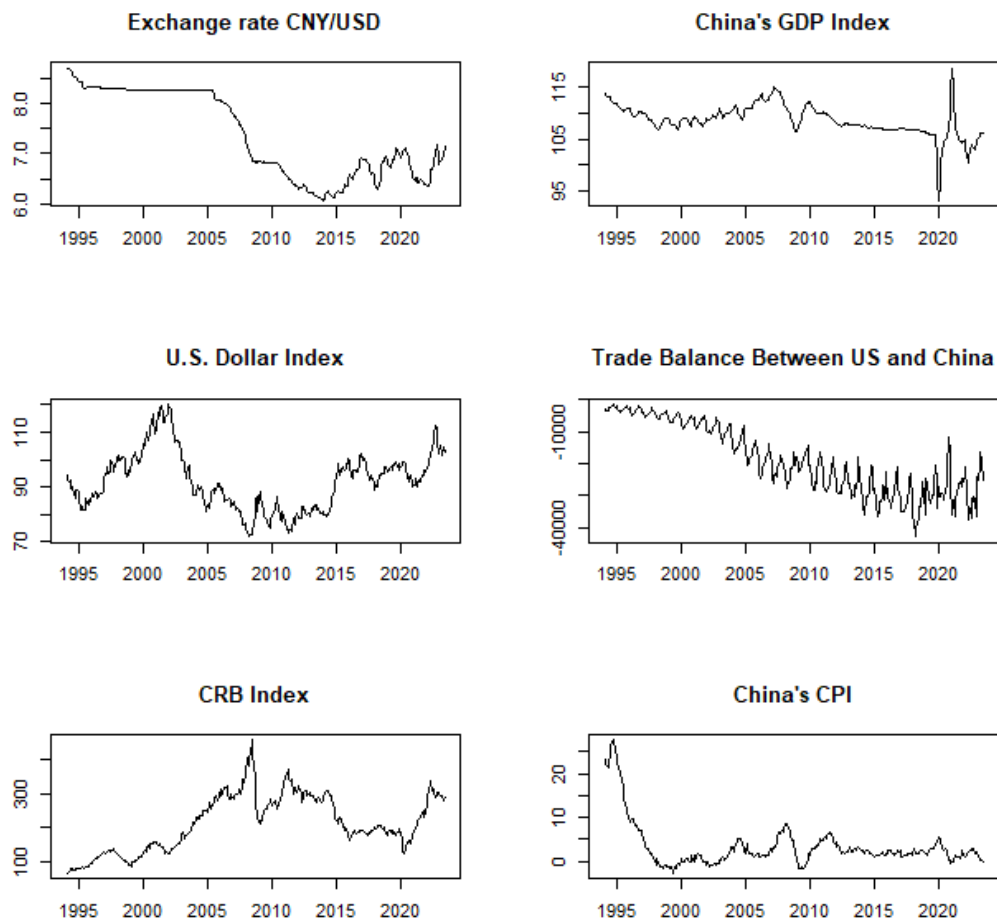 Exchange rate CNY/USD
8.0
7.0
6.0
1995 2000 2005 2010 2015 2020
China's GDP Index
115
105
95
1995 2000 2005 2010 2015 2020
U.S. Dollar Index
110
90
70
1995 2000 2005 2010 2015 2020
Trade Balance Between US and China
-10000
-40000
1995 2000 2005 2010 2015 2020
CRB Index
300
100
1995 2000 2005 2010 2015 2020
China's CPI
20
10
0
1995 2000 2005 2010 2015 2020